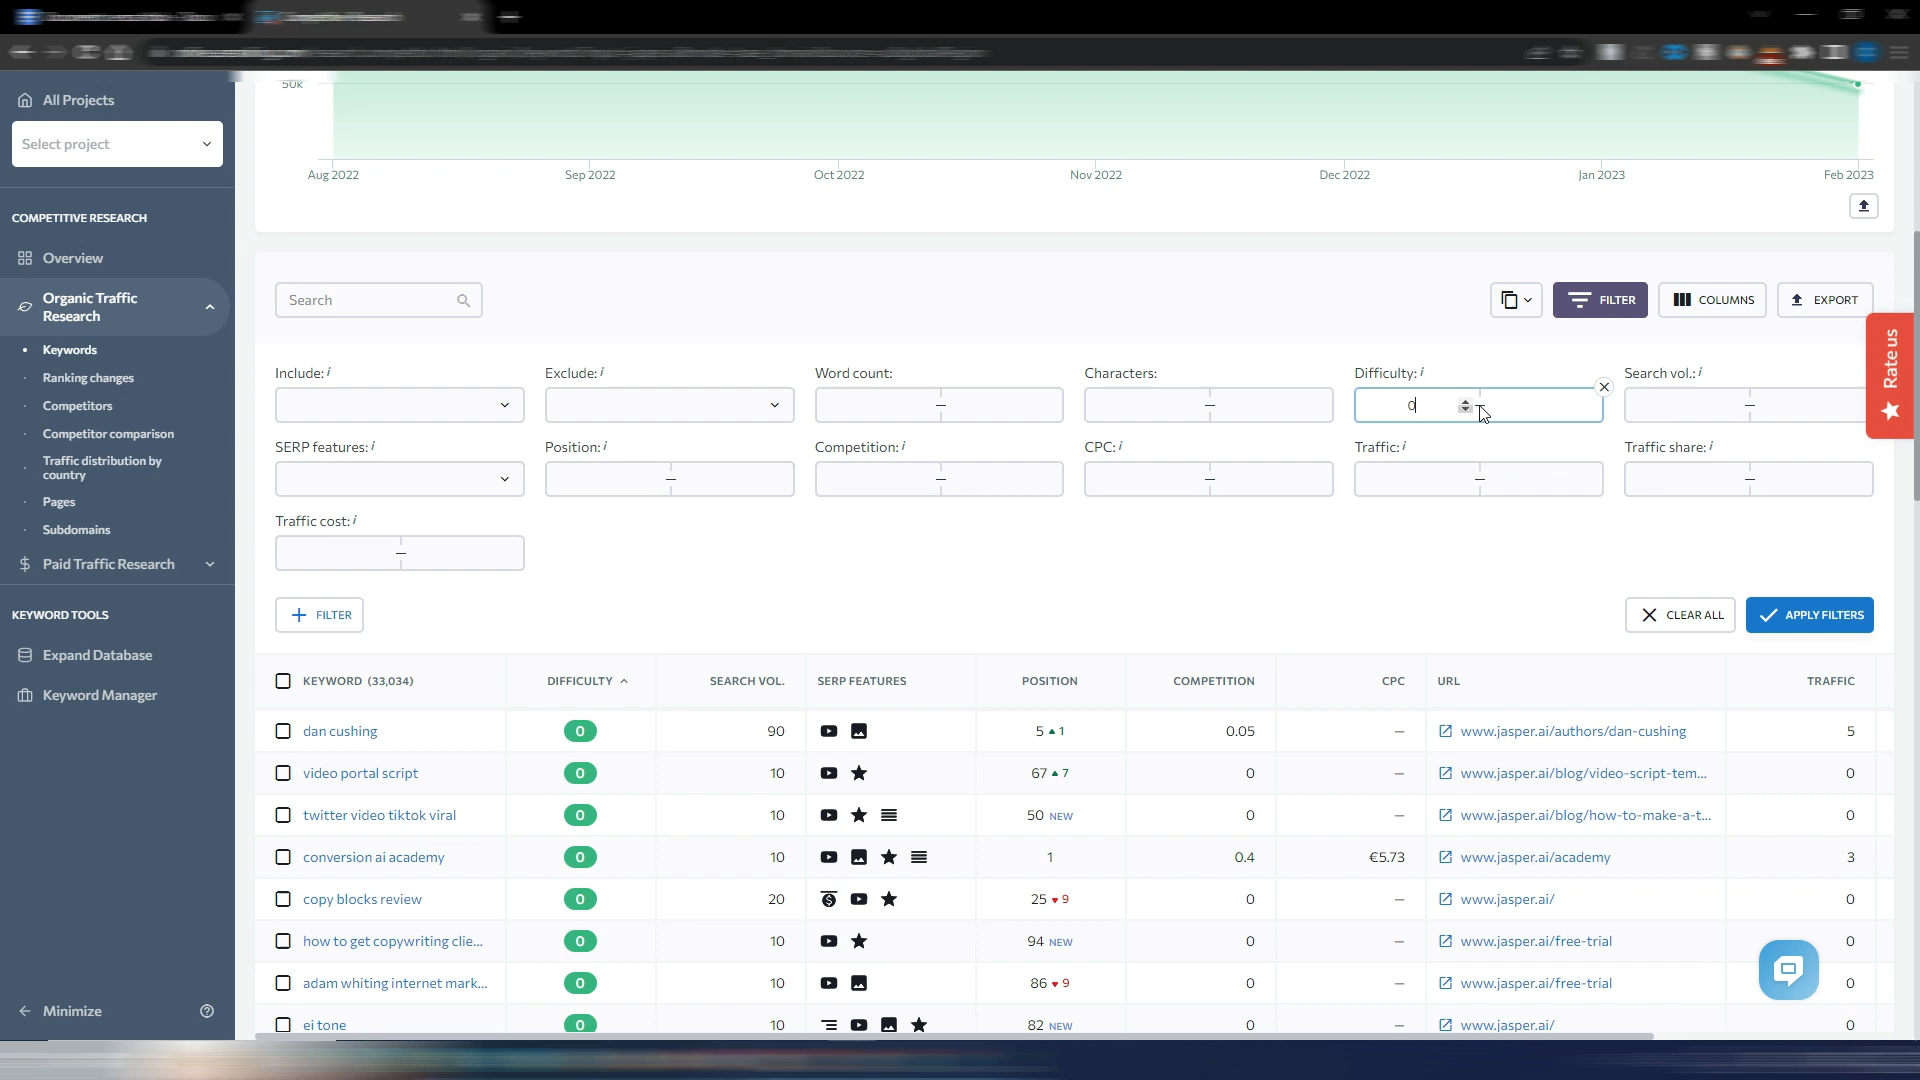 All Projects
Select project
COMPETITIVE RESEARCH
Overview
Organic Traffic
Research
Keywords
Ranking changes
Competitors
Competitor comparison
Traffic distribution by
country
Pages
Subdomains
Paid Traffic Research
KEYWORD TOOLS
Expand Database
Keyword Manager
Minimize
50k
Aug 2022 Sep 2022 Oct 2022 Nov 2022 Dec 2022 Jan 2023 Feb 2023
Search FILTER COLUMNS EXPORT
Rate us
Include: i Exclude: i Word count: Characters: Difficulty: i Search vol.: i
— — 0 — —
SERP features: i Position: i Competition: i CPC: i Traffic: i Traffic share: i
— — — — —
Traffic cost: i
—
+ FILTER CLEAR ALL APPLY FILTERS
KEYWORD (33,034) DIFFICULTY SEARCH VOL. SERP FEATURES POSITION COMPETITION CPC URL TRAFFIC
dan cushing 0 90 5 ▲ 1 0.05 — www.jasper.ai/authors/dan-cushing 5
video portal script 0 10 67 ▲ 7 0 — www.jasper.ai/blog/video-script-tem... 0
twitter video tiktok viral 0 10 50 NEW 0 — www.jasper.ai/blog/how-to-make-a-t... 0
conversion ai academy 0 10 1 0.4 €5.73 www.jasper.ai/academy 3
copy blocks review 0 20 25 ▼ 9 0 — www.jasper.ai/ 0
how to get copywriting clie... 0 10 94 NEW 0 — www.jasper.ai/free-trial 0
adam whiting internet mark... 0 10 86 ▼ 9 0 — www.jasper.ai/free-trial 0
ei tone 0 10 82 NEW 0 — www.jasper.ai/ 0